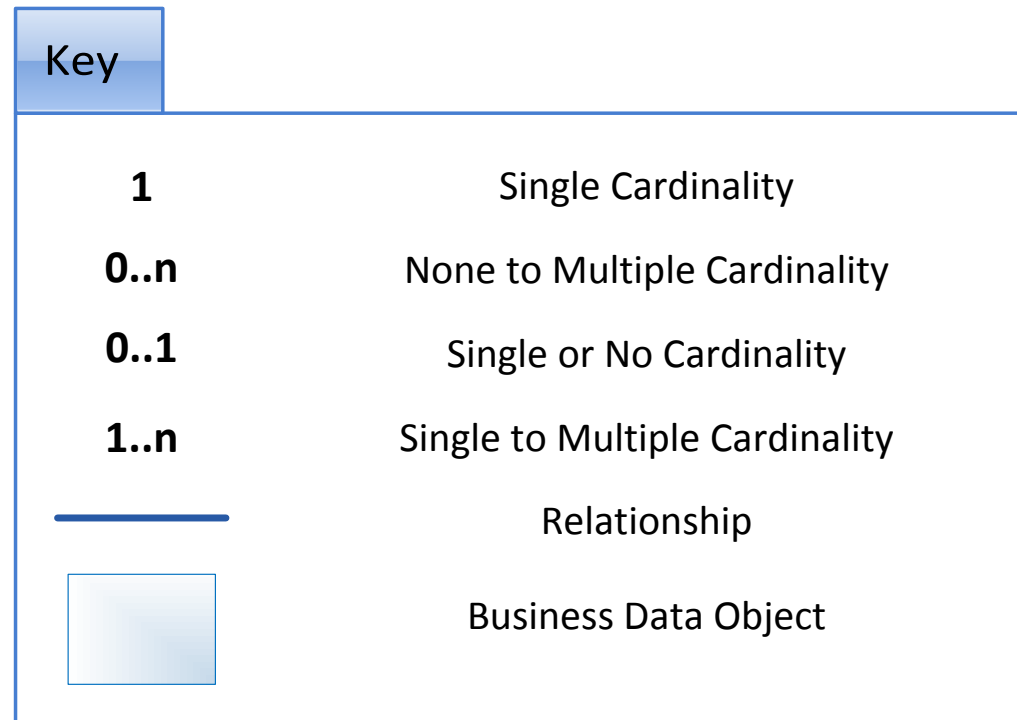 Key
1 Single Cardinality
0..n None to Multiple Cardinality
0..1 Single or No Cardinality
1..n Single to Multiple Cardinality
Relationship
Business Data Object